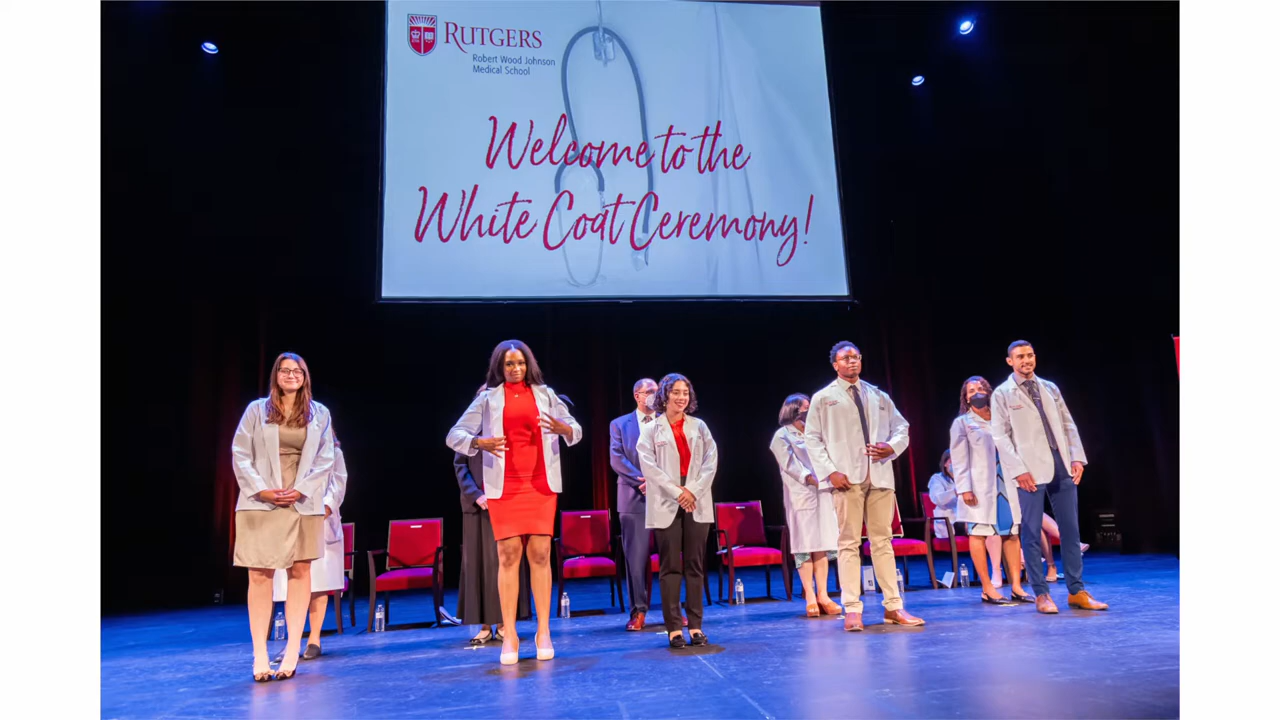 RUTGERS
Robert Wood Johnson
Medical School
Welcome to the
White Coat Ceremony!